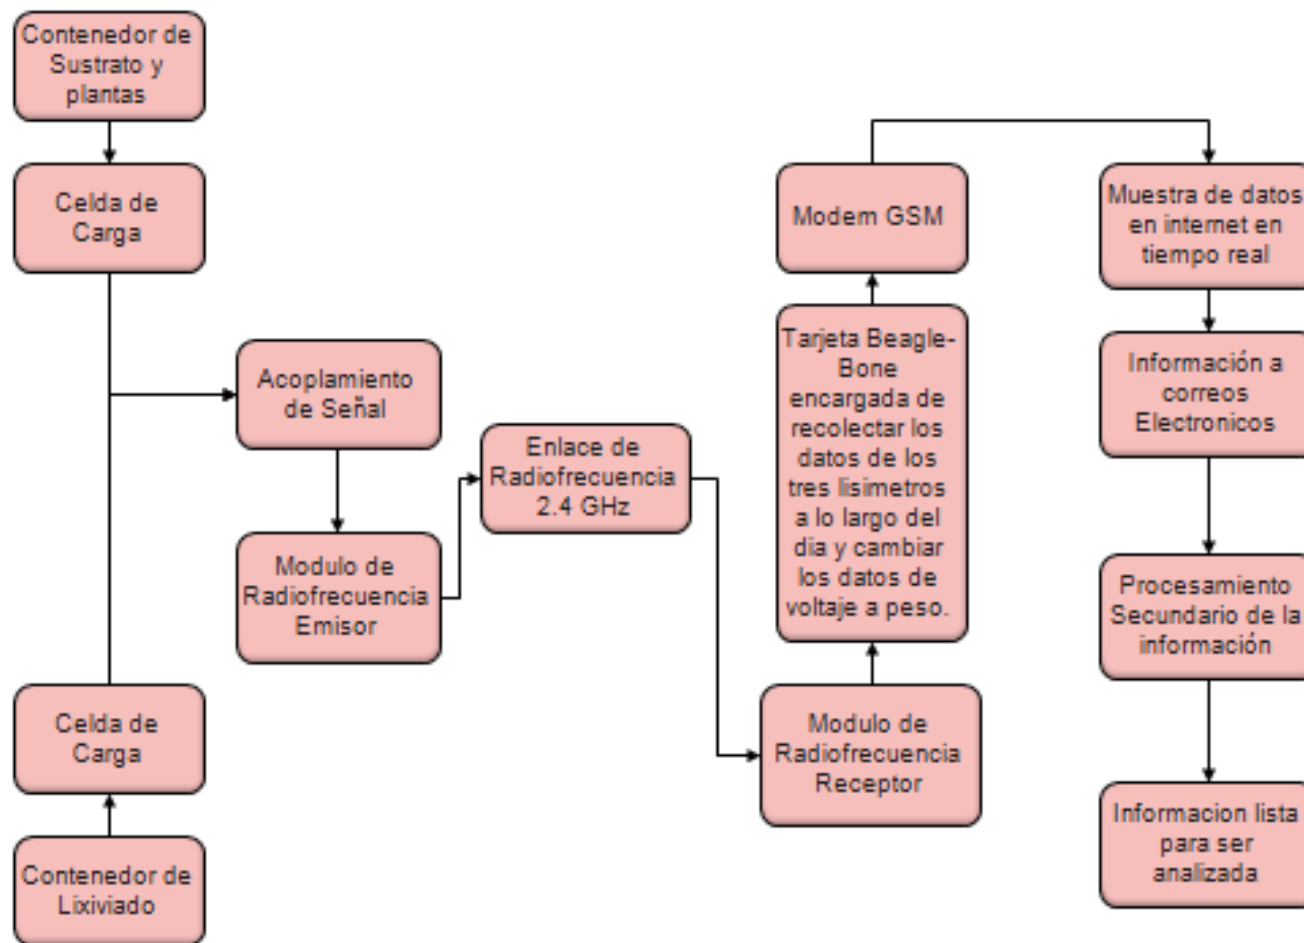 Contenedor de
Sustrato y
plantas
Celda de
Carga
Acoplamiento
de Señal
Modulo de
Radiofrecuencia
Emisor
Celda de
Carga
Contenedor de
Lixiviado
Enlace de
Radiofrecuencia
2.4 GHz
Modulo de
Radiofrecuencia
Receptor
Tarjeta Beagle-
Bone
encargada de
recolectar los
datos de los
tres lisimetros
a lo largo del
dia y cambiar
los datos de
voltaje a peso.
Modem GSM
Muestra de datos
en internet en
tiempo real
Información a
correos
Electronicos
Procesamiento
Secundario de la
información
Informacion lista
para ser
analizada